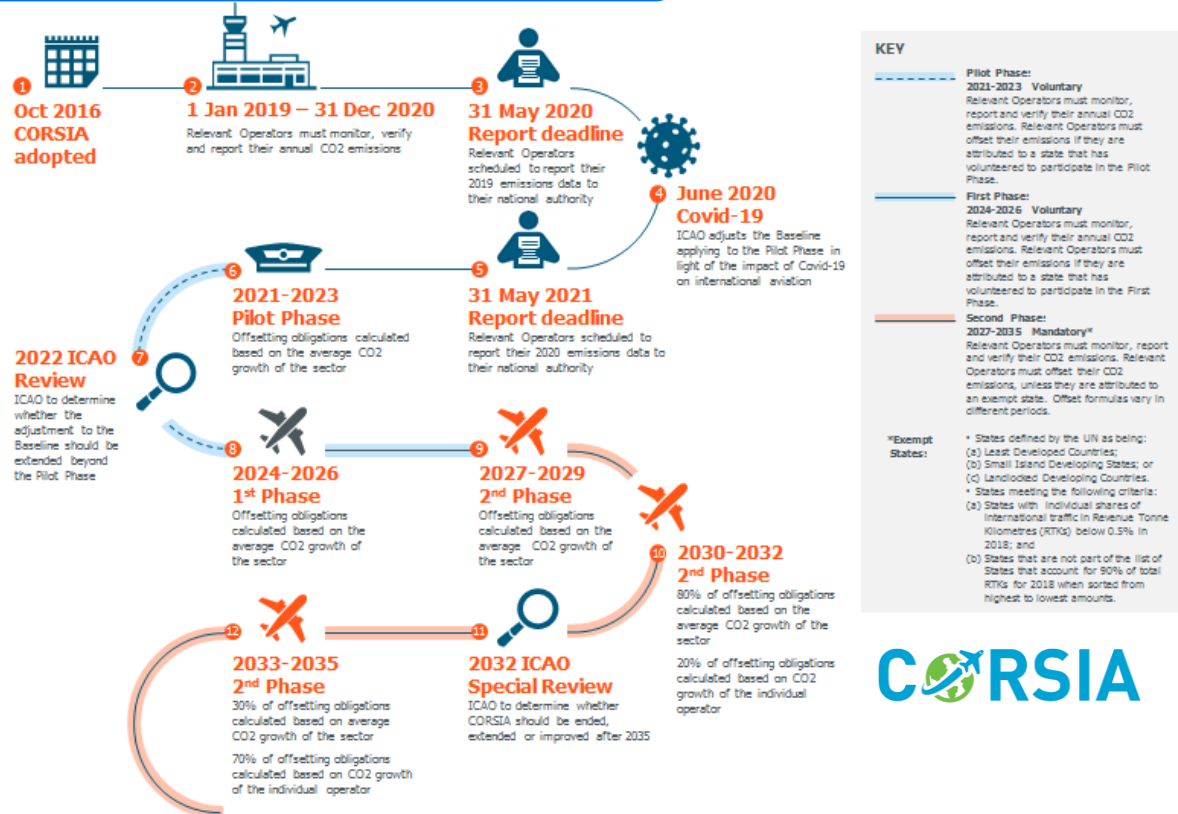 1
Oct 2016
CORSIA
adopted
2
1 Jan 2019 – 31 Dec 2020
Relevant Operators must monitor, verify
and report their annual CO2 emissions
3
31 May 2020
Report deadline
Relevant Operators
scheduled to report their
2019 emissions data to
their national authority
4
June 2020
Covid-19
ICAO adjusts the Baseline
applying to the Pilot Phase in
light of the impact of Covid-19
on international aviation
5
31 May 2021
Report deadline
Relevant Operators scheduled to
report their 2020 emissions data to
their national authority
6
2021-2023
Pilot Phase
Offsetting obligations calculated
based on the average CO2
growth of the sector
7
2022 ICAO
Review
ICAO to determine
whether the
adjustment to the
Baseline should be
extended beyond
the Pilot Phase
8
2024-2026
1st Phase
Offsetting obligations
calculated based on the
average CO2 growth of
the sector
9
2027-2029
2nd Phase
Offsetting obligations
calculated based on the
average CO2 growth of
the sector
10
2030-2032
2nd Phase
80% of offsetting obligations
calculated based on the
average CO2 growth of the
sector
20% of offsetting obligations
calculated based on CO2
growth of the individual
operator
11
2032 ICAO
Special Review
ICAO to determine whether
CORSIA should be ended,
extended or improved after 2035
12
2033-2035
2nd Phase
30% of offsetting obligations
calculated based on average
CO2 growth of the sector
70% of offsetting obligations
calculated based on CO2 growth
of the individual operator
KEY
Pilot Phase:
2021-2023 Voluntary
Relevant Operators must monitor,
report and verify their annual CO2
emissions. Relevant Operators must
offset their emissions if they are
attributed to a state that has
volunteered to participate in the Pilot
Phase.
First Phase:
2024-2026 Voluntary
Relevant Operators must monitor,
report and verify their annual CO2
emissions. Relevant Operators must
offset their emissions if they are
attributed to a state that has
volunteered to participate in the First
Phase.
Second Phase:
2027-2035 Mandatory*
Relevant Operators must monitor, report
and verify their CO2 emissions. Relevant
Operators must offset their CO2
emissions, unless they are attributed to
an exempt state. Offset formulas vary in
different periods.
*Exempt
States:
• States defined by the UN as being:
(a) Least Developed Countries;
(b) Small Island Developing States; or
(c) Landlocked Developing Countries.
• States meeting the following criteria:
(a) States with individual shares of
international traffic in Revenue Tonne
Kilometres (RTKs) below 0.5% in
2018; and
(b) States that are not part of the list of
States that account for 90% of total
RTKs for 2018 when sorted from
highest to lowest amounts.
CORSIA